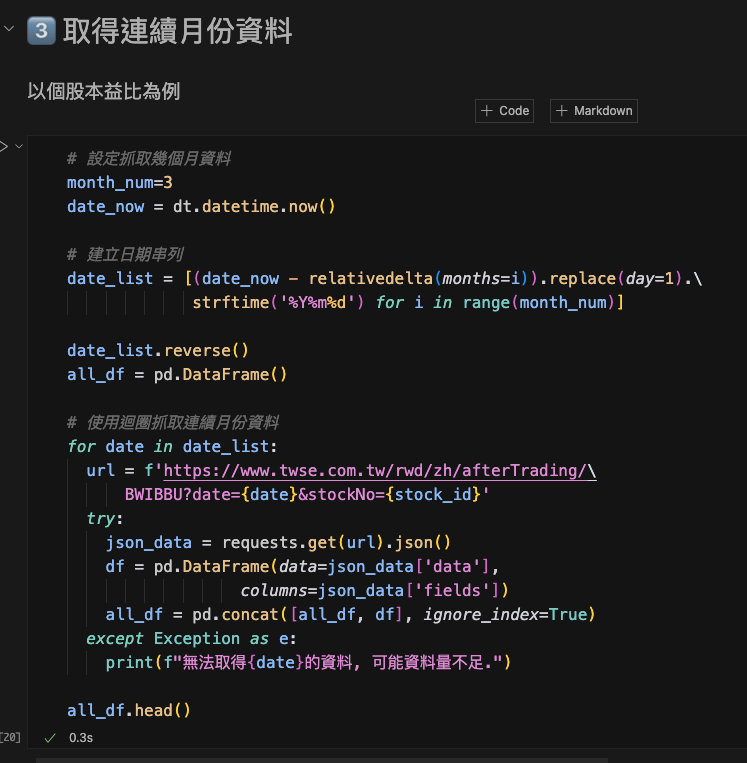 3 取得連續月份資料
以個股本益比為例
+ Code + Markdown
# 設定抓取幾個月資料
month_num=3
date_now = dt.datetime.now()
# 建立日期串列
date_list = [(date_now - relativedelta(months=i)).replace(day=1).\
strftime('%Y%m%d') for i in range(month_num)]
date_list.reverse()
all_df = pd.DataFrame()
# 使用迴圈抓取連續月份資料
for date in date_list:
url = f'https://www.twse.com.tw/rwd/zh/afterTrading/\
BWIBBU?date={date}&stockNo={stock_id}'
try:
json_data = requests.get(url).json()
df = pd.DataFrame(data=json_data['data'],
columns=json_data['fields'])
all_df = pd.concat([all_df, df], ignore_index=True)
except Exception as e:
print(f"無法取得{date}的資料, 可能資料量不足.")
all_df.head()
[20] 0.3s